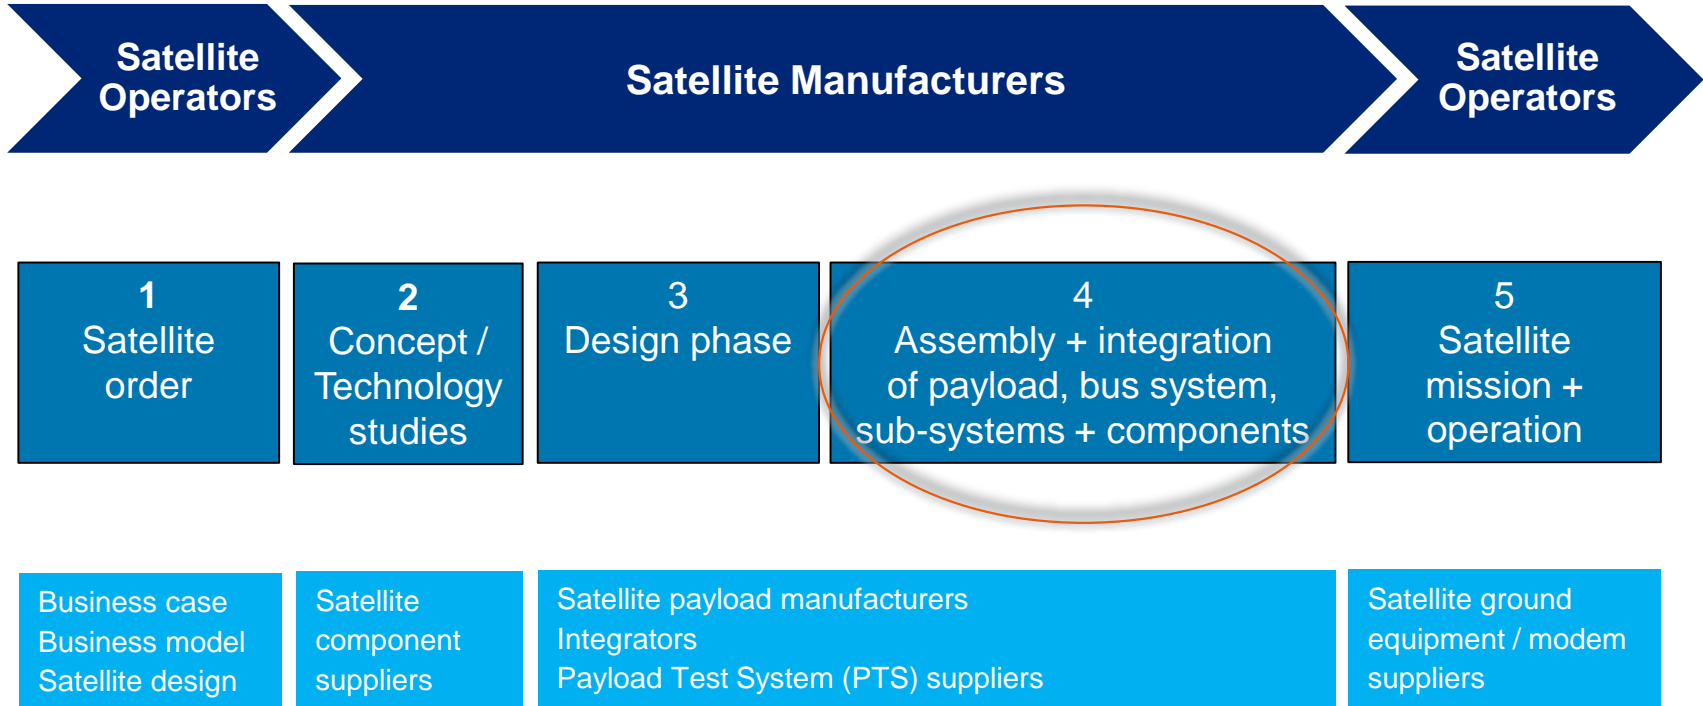 Satellite
Operators
Satellite Manufacturers
Satellite
Operators
1
Satellite
order
2
Concept /
Technology
studies
3
Design phase
4
Assembly + integration
of payload, bus system,
sub-systems + components
5
Satellite
mission +
operation
Business case
Business model
Satellite design
Satellite
component
suppliers
Satellite payload manufacturers
Integrators
Payload Test System (PTS) suppliers
Satellite ground
equipment / modem
suppliers